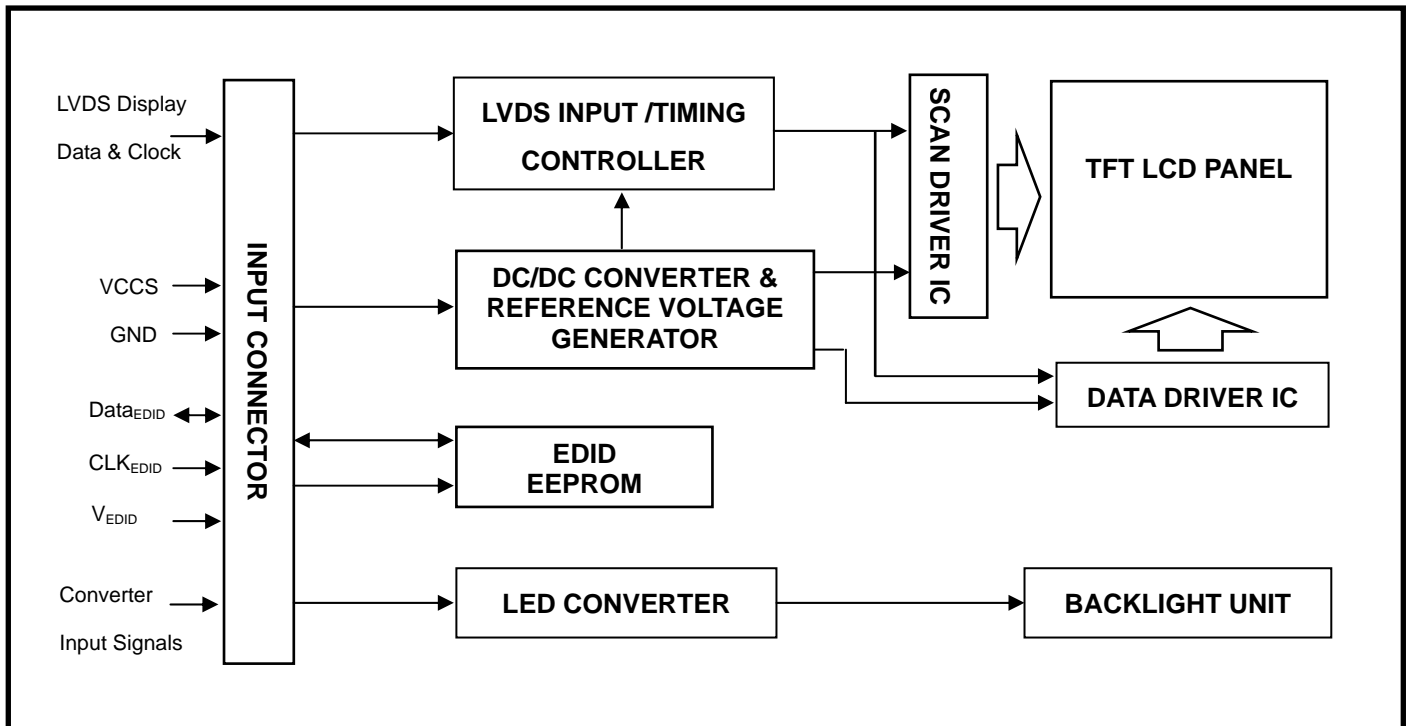 LVDS Display
Data & Clock
VCCS
GND
DataEDID
CLKEDID
VEDID
Converter
Input Signals
INPUT CONNECTOR
LVDS INPUT /TIMING
CONTROLLER
DC/DC CONVERTER &
REFERENCE VOLTAGE
GENERATOR
EDID
EEPROM
LED CONVERTER
SCAN DRIVER IC
TFT LCD PANEL
DATA DRIVER IC
BACKLIGHT UNIT